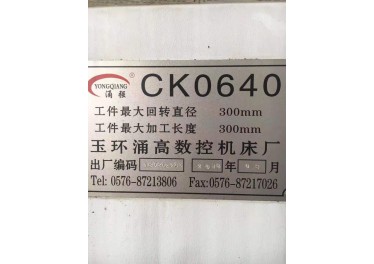 YONGQIANG
涌强
CK0640
工件最大回转直径 300mm
工件最大加工长度 300mm
玉环涌高数控机床厂
出厂编码 年 月
Tel: 0576-87213806 Fax:0576-87217026